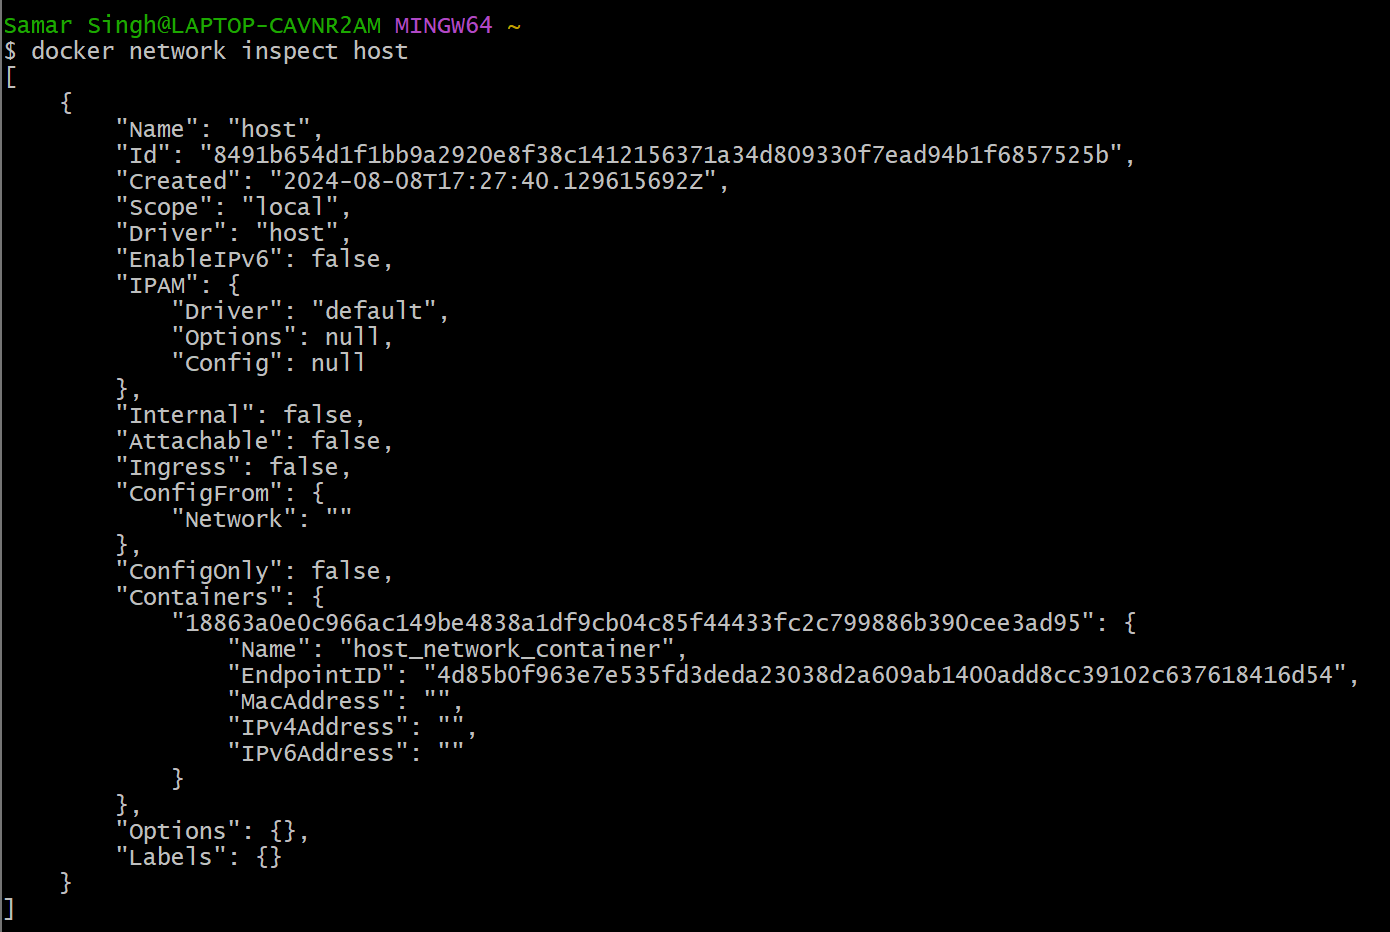 Samar Singh@LAPTOP-CAVNR2AM MINGW64 ~
$ docker network inspect host
[
    {
        "Name": "host",
        "Id": "8491b654d1f1bb9a2920e8f38c1412156371a34d809330f7ead94b1f6857525b",
        "Created": "2024-08-08T17:27:40.129615692Z",
        "Scope": "local",
        "Driver": "host",
        "EnableIPv6": false,
        "IPAM": {
            "Driver": "default",
            "Options": null,
            "Config": null
        },
        "Internal": false,
        "Attachable": false,
        "Ingress": false,
        "ConfigFrom": {
            "Network": ""
        },
        "ConfigOnly": false,
        "Containers": {
            "18863a0e0c966ac149be4838a1df9cb04c85f44433fc2c799886b390cee3ad95": {
                "Name": "host_network_container",
                "EndpointID": "4d85b0f963e7e535fd3deda23038d2a609ab1400add8cc39102c637618416d54",
                "MacAddress": "",
                "IPv4Address": "",
                "IPv6Address": ""
            }
        },
        "Options": {},
        "Labels": {}
    }
]